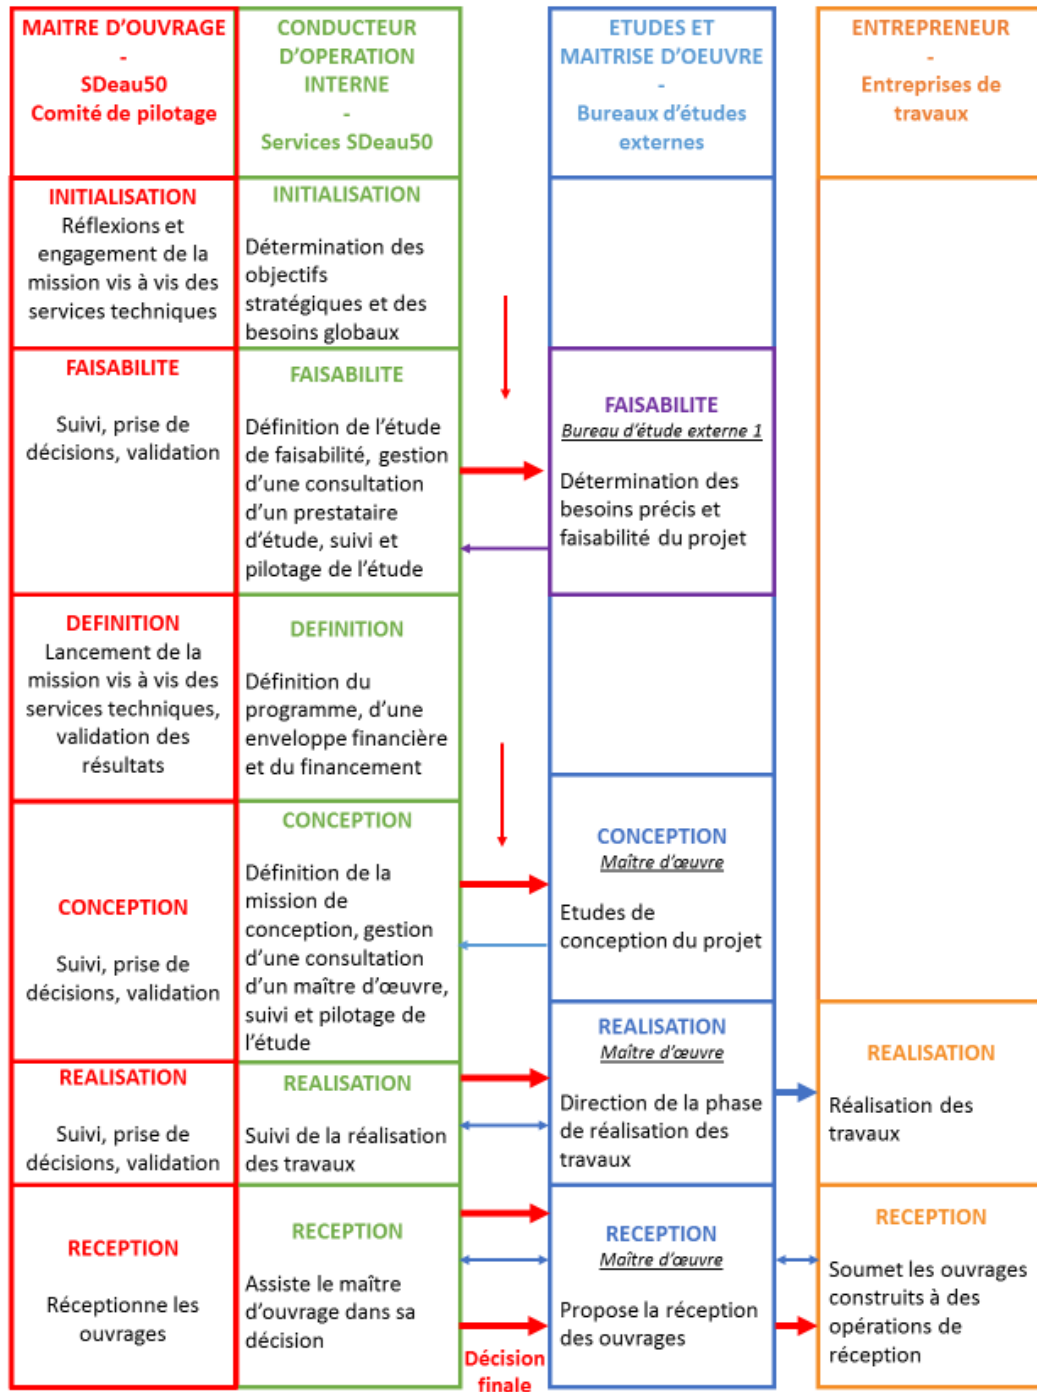 MAITRE D'OUVRAGE
-
SDeau50
Comité de pilotage
CONDUCTEUR
D'OPERATION
INTERNE
-
Services SDeau50
ETUDES ET
MAITRISE D'OEUVRE
-
Bureaux d'études
externes
ENTREPRENEUR
-
Entreprises de
travaux
INITIALISATION
Réflexions et
engagement de la
mission vis à vis des
services techniques
INITIALISATION
Détermination des
objectifs
stratégiques et des
besoins globaux
FAISABILITE
Suivi, prise de
décisions, validation
FAISABILITE
Définition de l'étude
de faisabilité, gestion
d'une consultation
d'un prestataire
d'étude, suivi et
pilotage de l'étude
FAISABILITE
Bureau d'étude externe 1
Détermination des
besoins précis et
faisabilité du projet
DEFINITION
Lancement de la
mission vis à vis des
services techniques,
validation des
résultats
DEFINITION
Définition du
programme, d'une
enveloppe financière
et du financement
CONCEPTION
Suivi, prise de
décisions, validation
CONCEPTION
Définition de la
mission de
conception, gestion
d'une consultation
d'un maître d'œuvre,
suivi et pilotage de
l'étude
CONCEPTION
Maître d'œuvre
Etudes de
conception du projet
REALISATION
Suivi, prise de
décisions, validation
REALISATION
Suivi de la réalisation
des travaux
REALISATION
Maître d'œuvre
Direction de la phase
de réalisation des
travaux
REALISATION
Réalisation des
travaux
RECEPTION
Réceptionne les
ouvrages
RECEPTION
Assiste le maître
d'ouvrage dans sa
décision
Décision
finale
RECEPTION
Maître d'œuvre
Propose la réception
des ouvrages
RECEPTION
Soumet les ouvrages
construits à des
opérations de
réception